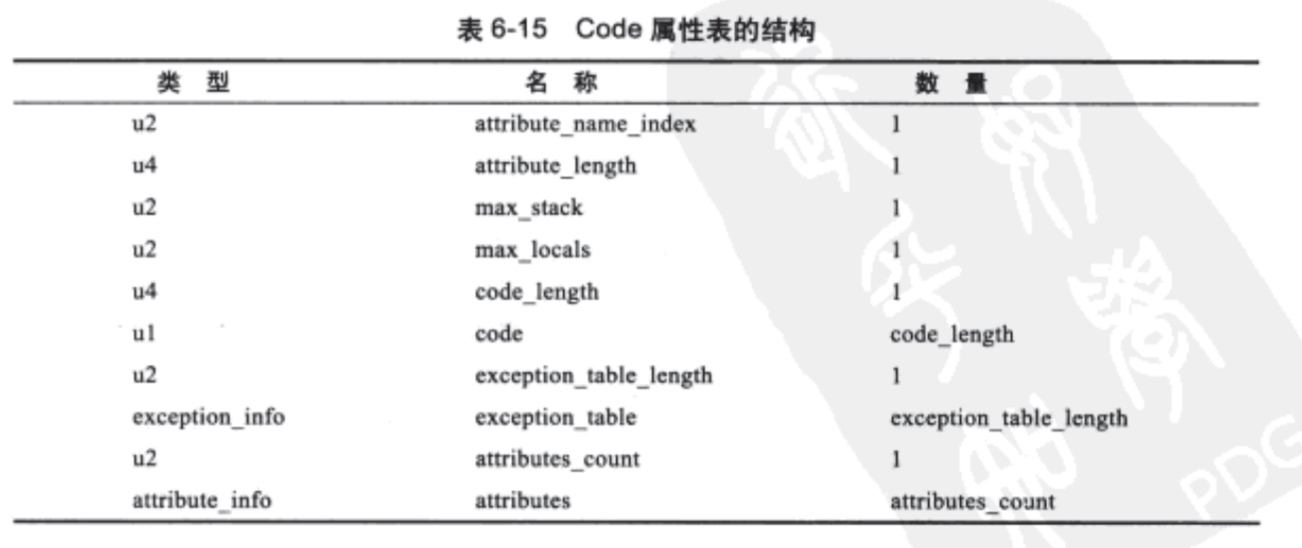 表 6-15 Code 属性表的结构
类 型 名 称 数 量
u2 attribute_name_index 1
u4 attribute_length 1
u2 max_stack 1
u2 max_locals 1
u4 code_length 1
u1 code code_length
u2 exception_table_length 1
exception_info exception_table exception_table_length
u2 attributes_count 1
attribute_info attributes attributes_count
PDG